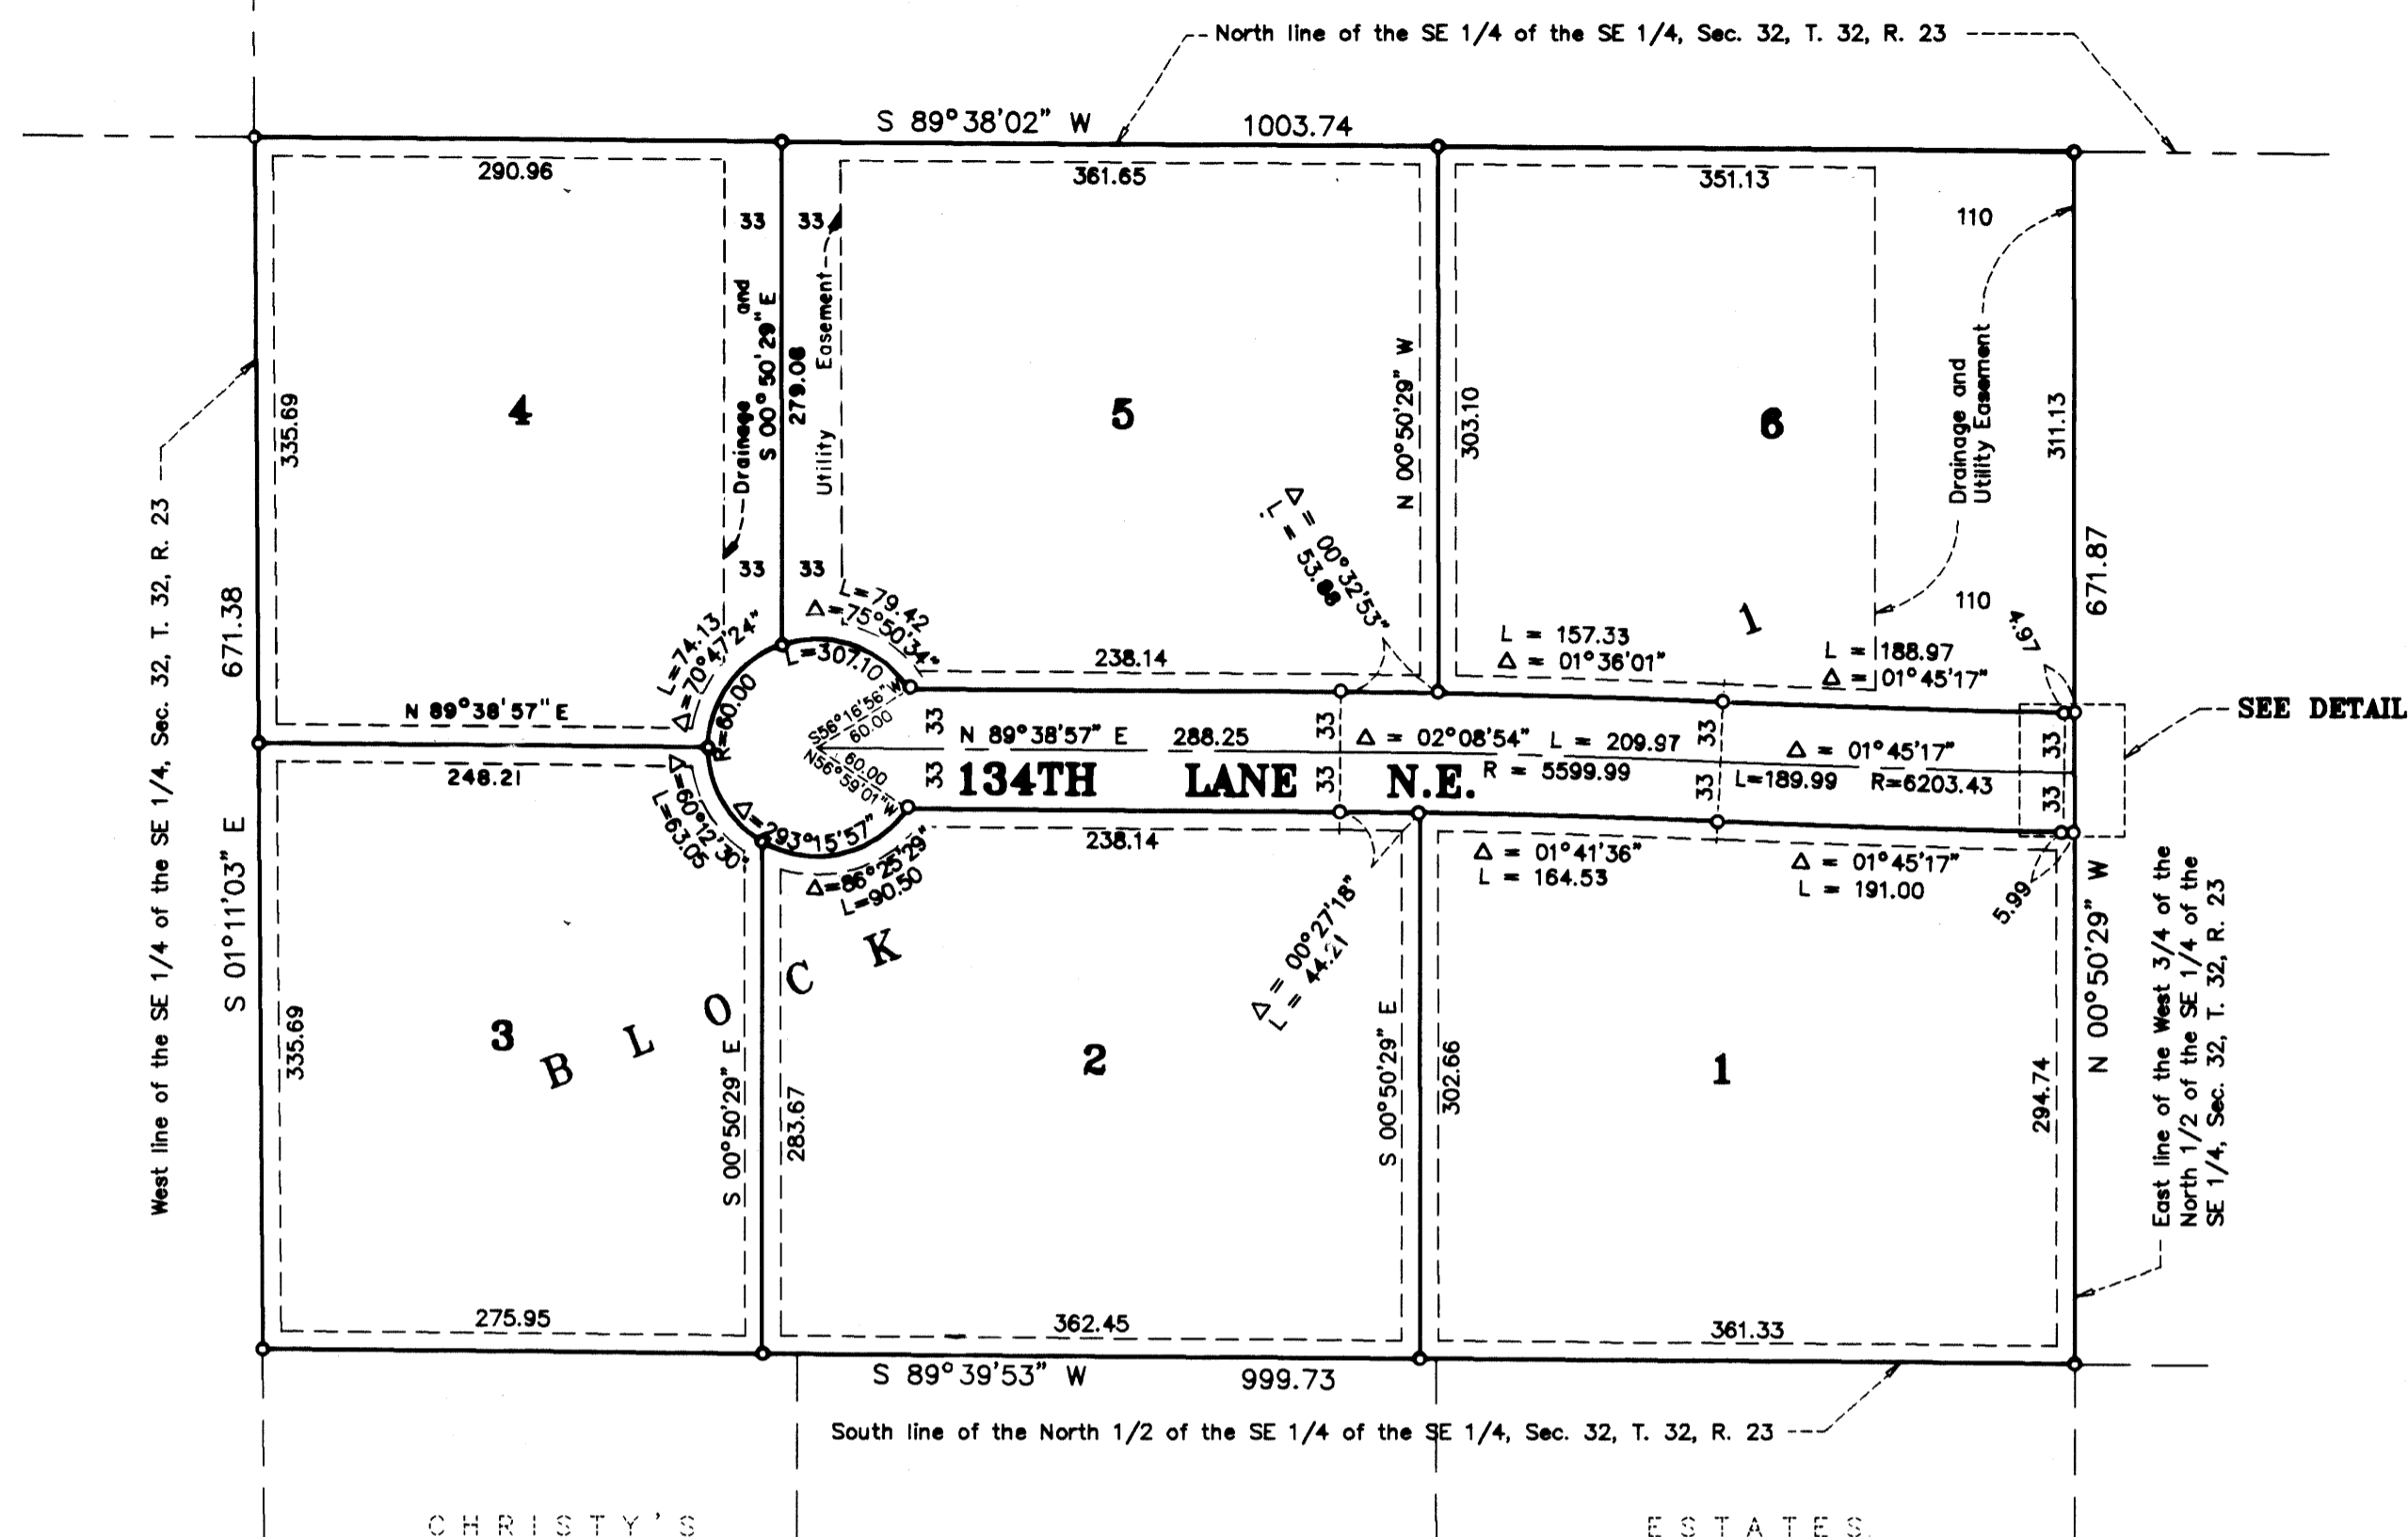 North line of the SE 1/4 of the SE 1/4, Sec. 32, T. 32, R. 23
S 89°38'02" W 1003.74
290.96
361.65
351.13
33
33
110
Drainage and
Utility Easement
S 00°50'29" E
279.08
335.69
4
5
6
N 00°50'29" W
303.10
Drainage and
Utility Easement
311.13
West line of the SE 1/4 of the SE 1/4, Sec. 32, T. 32, R. 23
671.38
S 01°11'03" E
33
33
110
1
671.87
4.97
Δ = 00°32'53"
L = 53.
L=79.42
Δ=75°50'34"
L=74.13
Δ=70°47'24"
L=307.10
R=60.00
238.14
L = 157.33
Δ = 01°36'01"
L = 188.97
Δ = 01°45'17"
N 89°38'57" E
248.21
S56°16'56"W
60.00
60.00
N56°59'01"W
33
33
33
33
33
33
33
33
N 89°38'57" E 288.25
Δ = 02°08'54" L = 209.97
R = 5599.99
Δ = 01°45'17"
L=189.99 R=6203.43
134TH LANE N.E.
SEE DETAIL
Δ=60°12'30"
L=63.05
Δ=293°15'57"
Δ=86°25'29"
L=90.50
238.14
Δ = 01°41'36"
L = 164.53
Δ = 01°45'17"
L = 191.00
5.99
Δ = 00°27'18"
L = 44.21
BLOCK
3
2
1
335.69
S 00°50'29" E
283.67
S 00°50'29" E
302.66
294.74
N 00°50'29" W
East line of the West 3/4 of the
North 1/2 of the SE 1/4 of the
SE 1/4, Sec. 32, T. 32, R. 23
275.95
362.45
361.33
S 89°39'53" W 999.73
South line of the North 1/2 of the SE 1/4 of the SE 1/4, Sec. 32, T. 32, R. 23
CHRISTY'S ESTATES